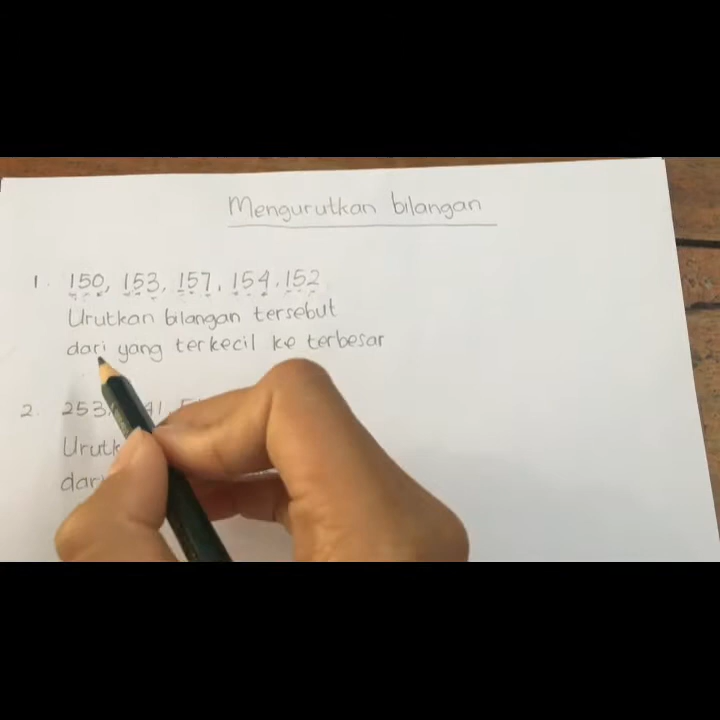 Mengurutkan bilangan
1. 150, 153, 157, 154, 152
Urutkan bilangan tersebut
dari yang terkecil ke terbesar
2. 253,